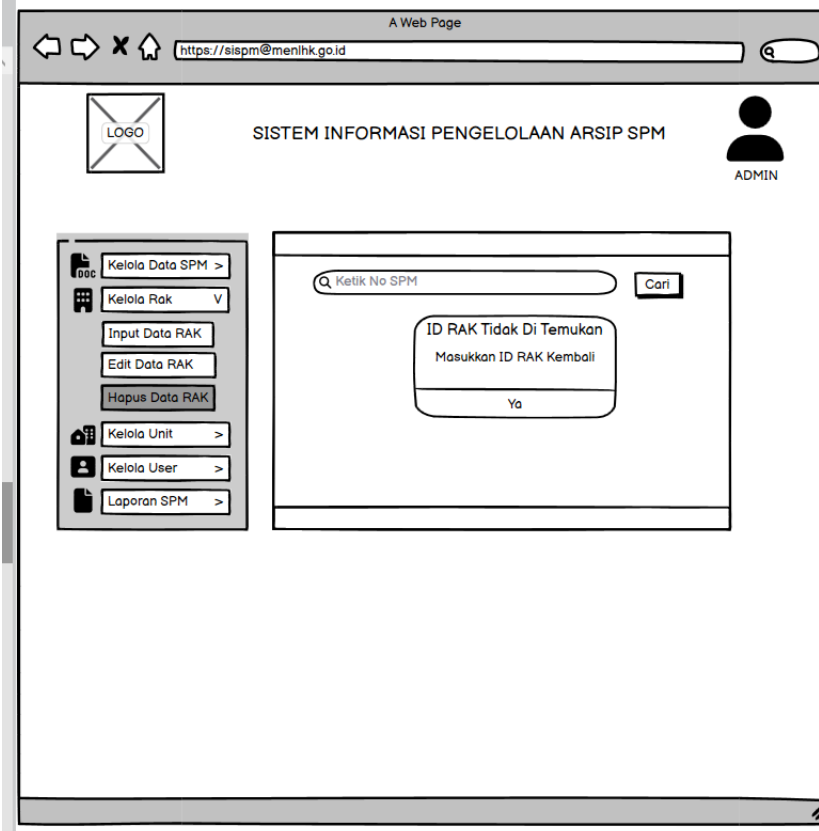 A Web Page
https://sispm@menlhk.go.id
LOGO
SISTEM INFORMASI PENGELOLAAN ARSIP SPM
ADMIN
DOC
Kelola Data SPM >
Kelola Rak V
Input Data RAK
Edit Data RAK
Hapus Data RAK
Kelola Unit >
Kelola User >
Laporan SPM >
Ketik No SPM
Cari
ID RAK Tidak Di Temukan
Masukkan ID RAK Kembali
Ya